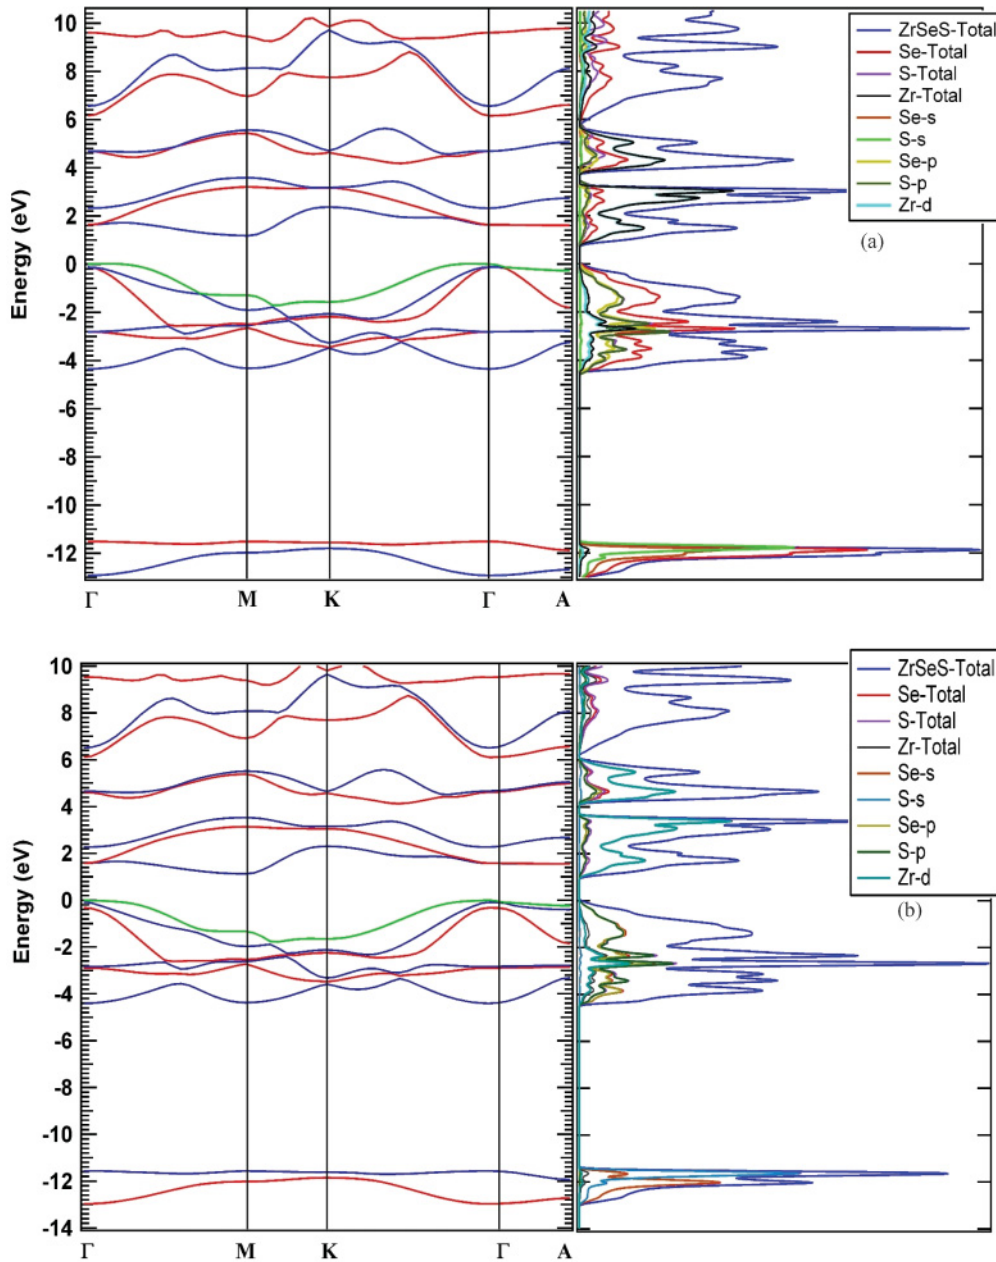 10
8
6
4
2
0
-2
-4
-6
-8
-10
-12
Energy (eV)
Γ M K Γ A
ZrSeS-Total
Se-Total
S-Total
Zr-Total
Se-s
S-s
Se-p
S-p
Zr-d
(a)
10
8
6
4
2
0
-2
-4
-6
-8
-10
-12
-14
Energy (eV)
Γ M K Γ A
ZrSeS-Total
Se-Total
S-Total
Zr-Total
Se-s
S-s
Se-p
S-p
Zr-d
(b)